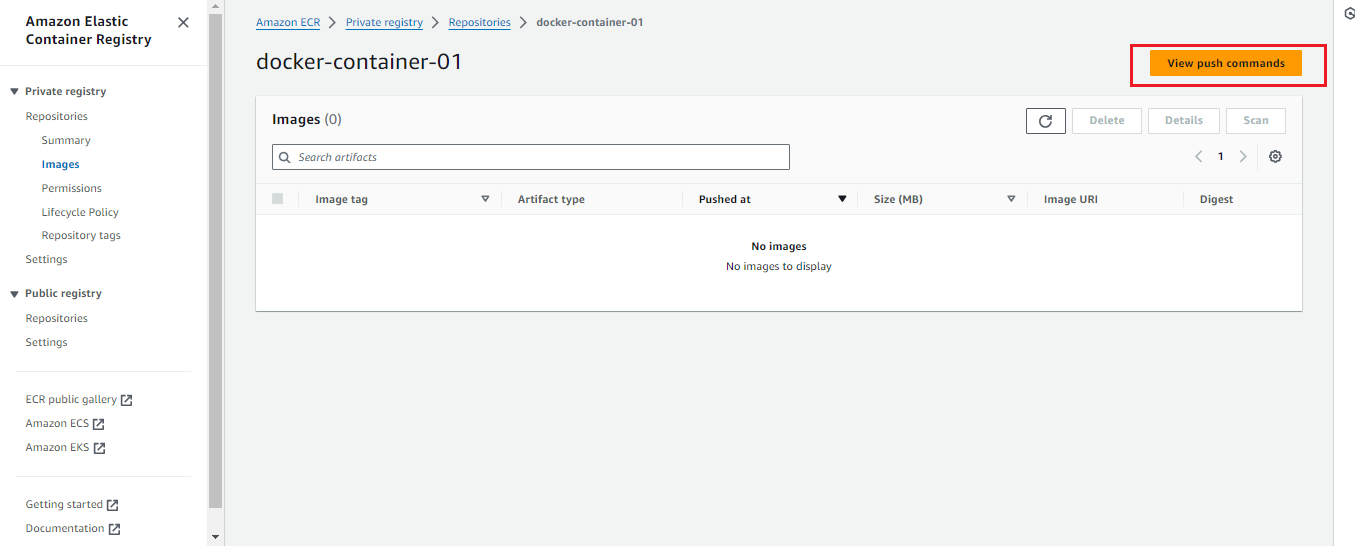 Amazon Elastic
Container Registry
Private registry
Repositories
Summary
Images
Permissions
Lifecycle Policy
Repository tags
Settings
Public registry
Repositories
Settings
ECR public gallery
Amazon ECS
Amazon EKS
Getting started
Documentation
Amazon ECR Private registry Repositories docker-container-01
docker-container-01
View push commands
Images (0)
Delete Details Scan
Search artifacts
1
Image tag Artifact type Pushed at Size (MB) Image URI Digest
No images
No images to display